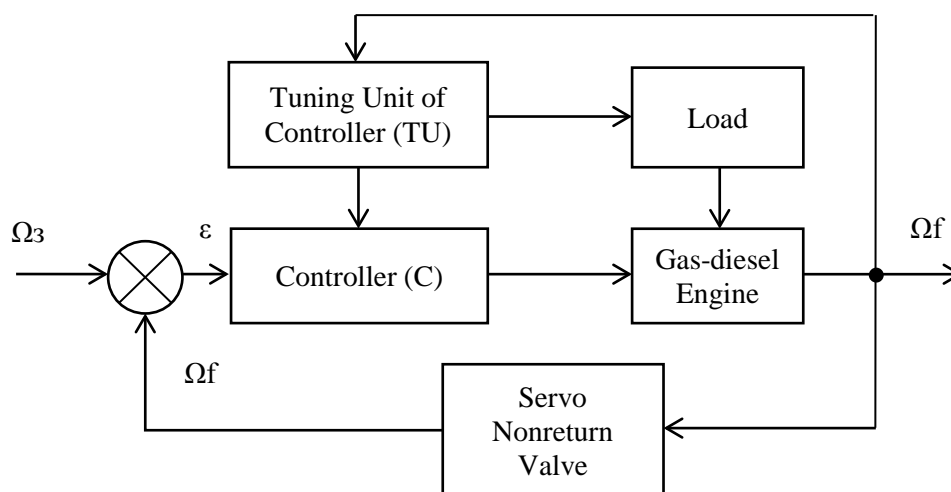 Tuning Unit of
Controller (TU)
Load
Ωз
ε
Controller (C)
Gas-diesel
Engine
Ωf
Ωf
Servo
Nonreturn
Valve